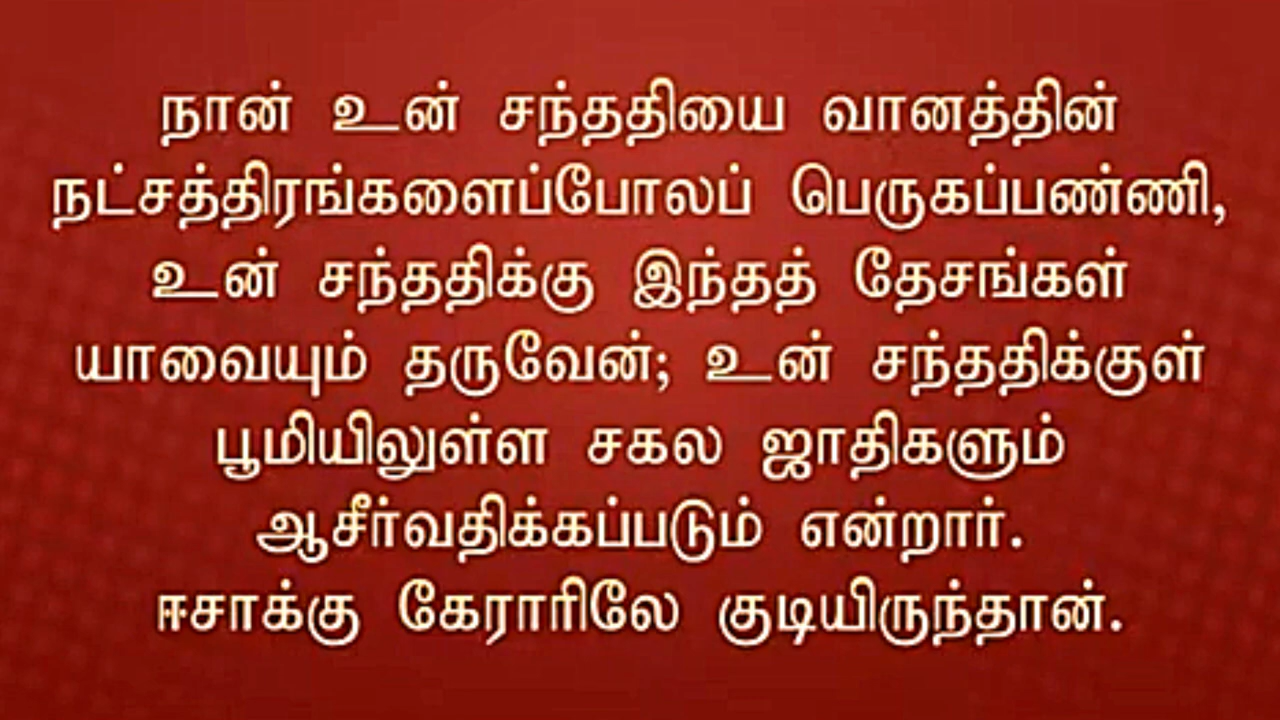 நான் உன் சந்ததியை வானத்தின்
நட்சத்திரங்களைப்போலப் பெருகப்பண்ணி,
உன் சந்ததிக்கு இந்தத் தேசங்கள்
யாவையும் தருவேன்; உன் சந்ததிக்குள்
பூமியிலுள்ள சகல ஜாதிகளும்
ஆசீர்வதிக்கப்படும் என்றார்.
ஈசாக்கு கேராரிலே குடியிருந்தான்.